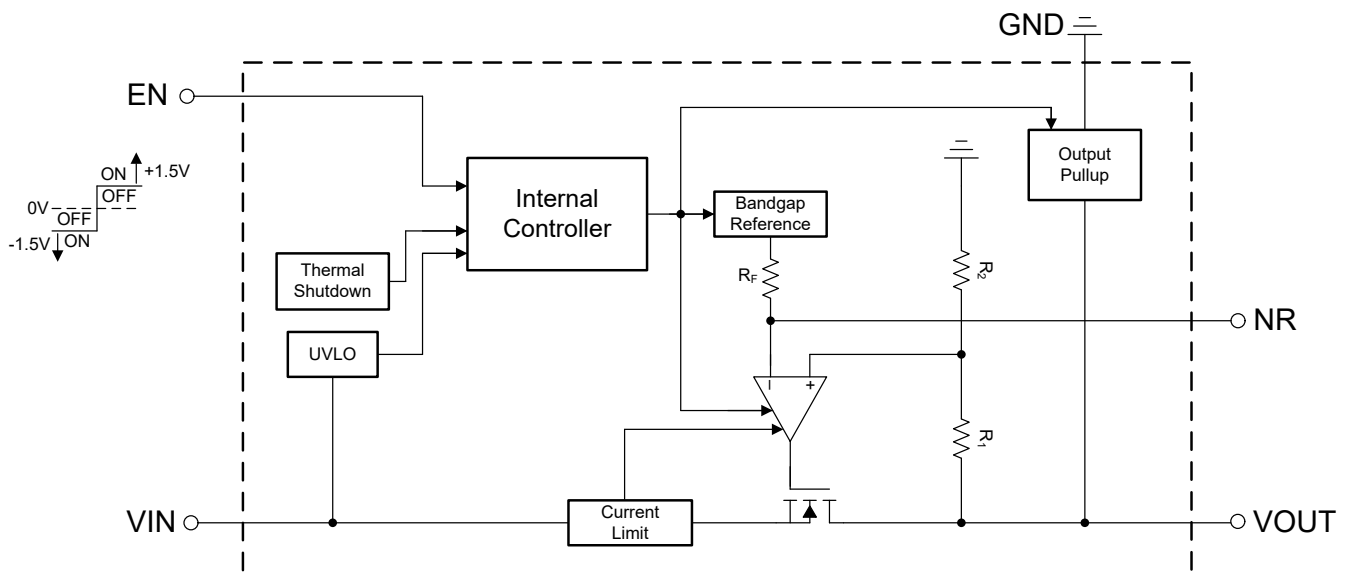 GND
EN
ON
+1.5V
OFF
0V
OFF
-1.5V
ON
Internal
Controller
Output
Pullup
Bandgap
Reference
Thermal
Shutdown
RF
R2
NR
UVLO
- +
R1
VIN
Current
Limit
VOUT